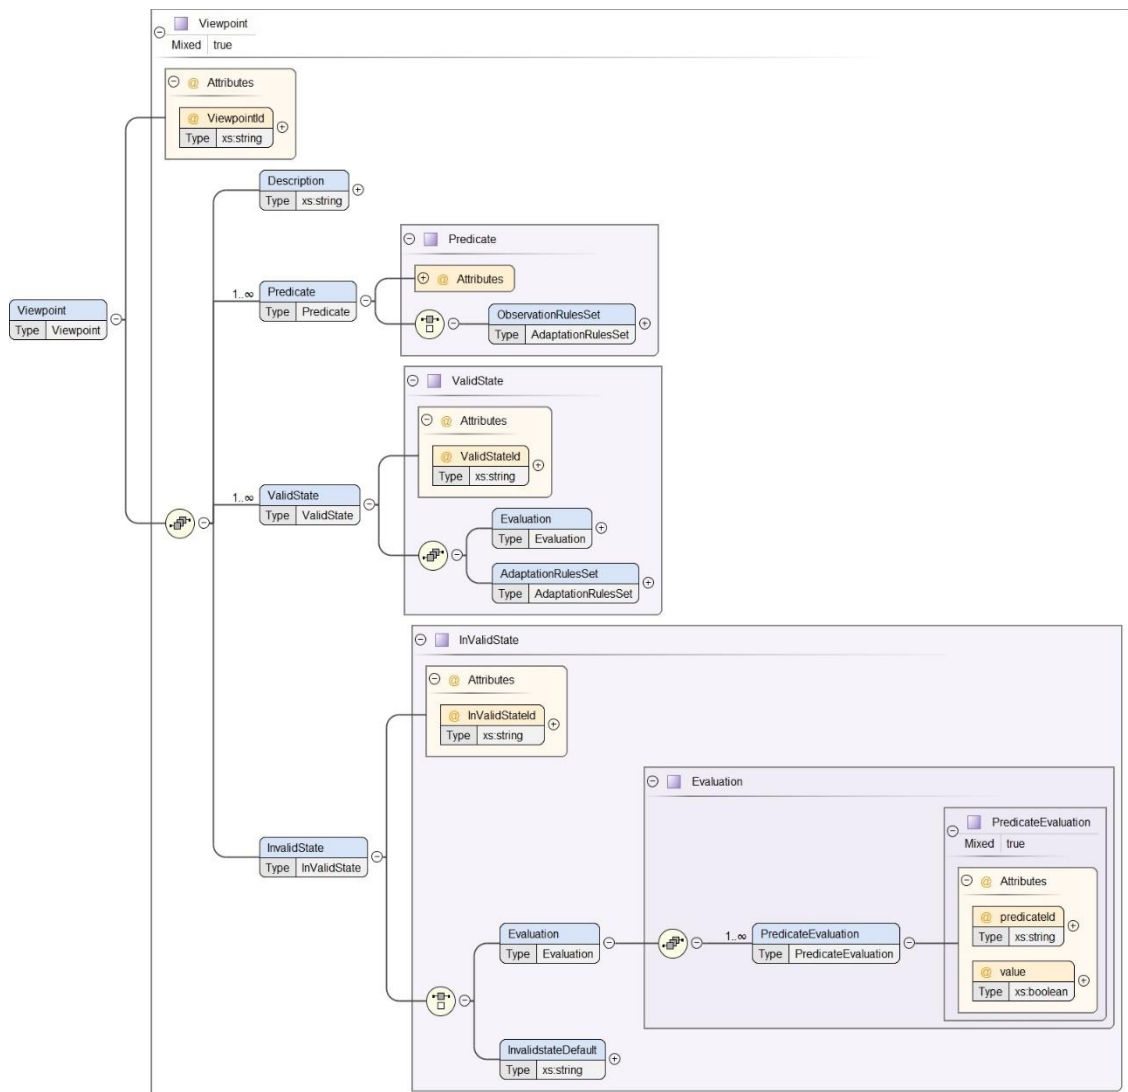 Viewpoint
Mixed true
@ Attributes
@ ViewpointId
Type xs:string
Description
Type xs:string
Predicate
@ Attributes
1..∞
Predicate
Type Predicate
ObservationRulesSet
Type AdaptationRulesSet
Viewpoint
Type Viewpoint
ValidState
@ Attributes
@ ValidStateId
Type xs:string
1..∞
ValidState
Type ValidState
Evaluation
Type Evaluation
AdaptationRulesSet
Type AdaptationRulesSet
InValidState
@ Attributes
@ InValidStateId
Type xs:string
Evaluation
PredicateEvaluation
Mixed true
InvalidState
Type InValidState
@ Attributes
@ predicateId
Type xs:string
Evaluation
Type Evaluation
1..∞
PredicateEvaluation
Type PredicateEvaluation
@ value
Type xs:boolean
InvalidstateDefault
Type xs:string